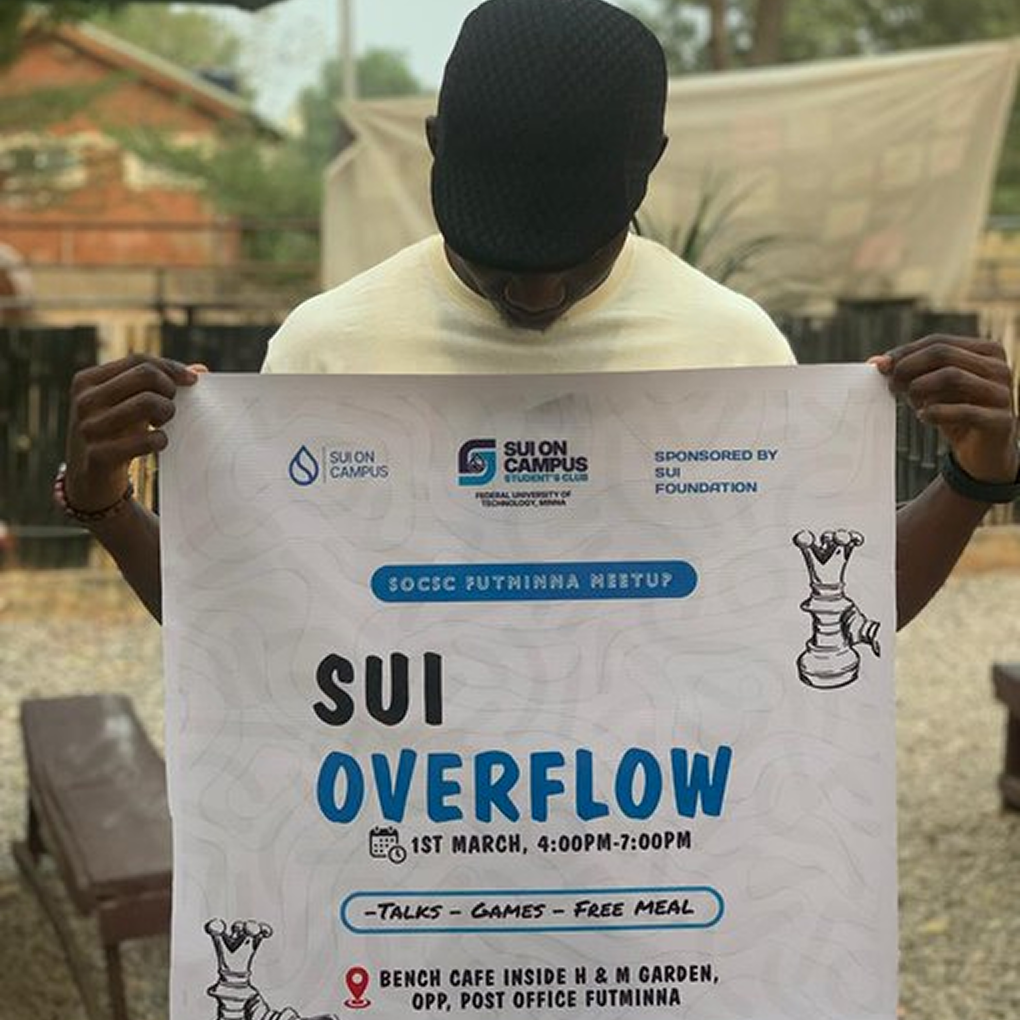 SUI ON
CAMPUS
SUI ON
CAMPUS
STUDENT'S CLUB
FEDERAL UNIVERSITY OF
TECHNOLOGY, MINNA
SPONSORED BY
SUI
FOUNDATION
SOCSC FUTMINNA MEETUP
SUI
OVERFLOW
1ST MARCH, 4:00PM-7:00PM
-TALKS - GAMES - FREE MEAL
BENCH CAFE INSIDE H & M GARDEN,
OPP, POST OFFICE FUTMINNA